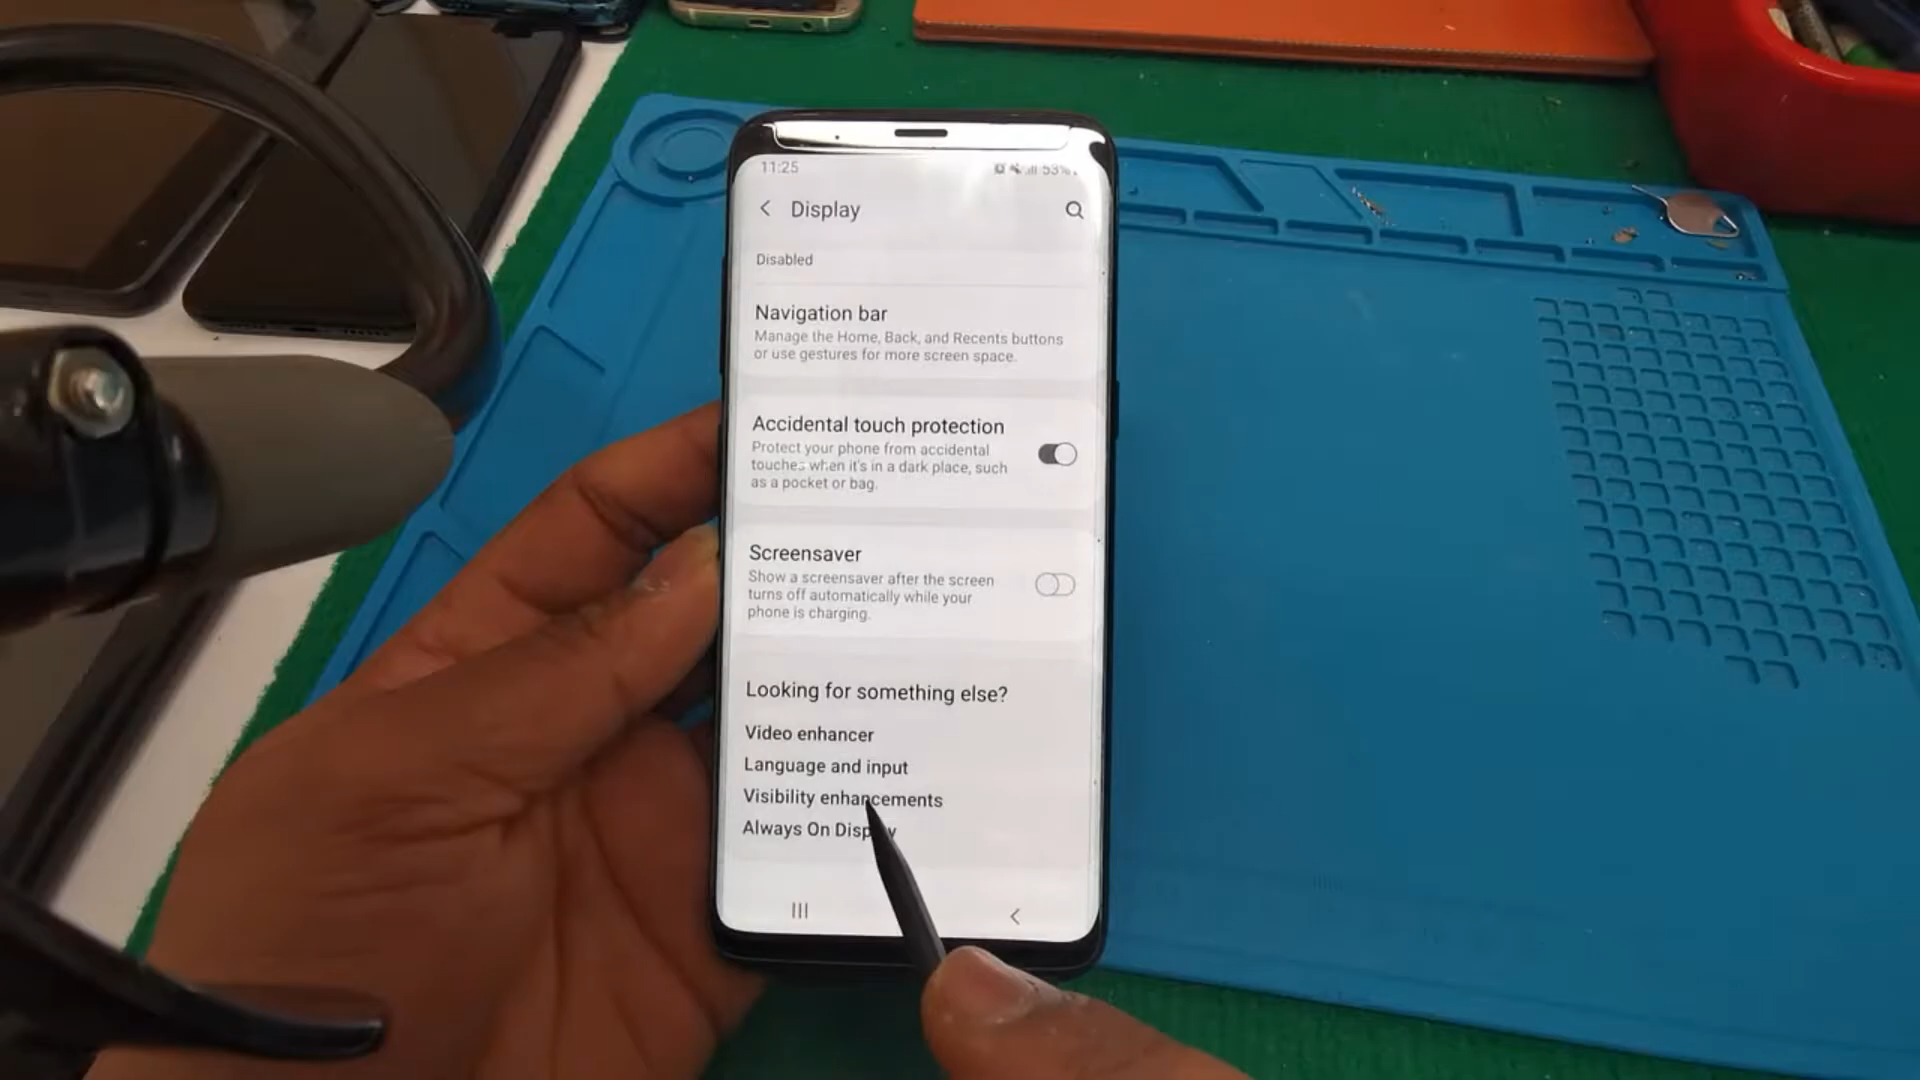 11:25
53%
Display
Disabled
Navigation bar
Manage the Home, Back, and Recents buttons
or use gestures for more screen space.
Accidental touch protection
Protect your phone from accidental
touches when it's in a dark place, such
as a pocket or bag.
Screensaver
Show a screensaver after the screen
turns off automatically while your
phone is charging.
Looking for something else?
Video enhancer
Language and input
Visibility enhancements
Always On Display